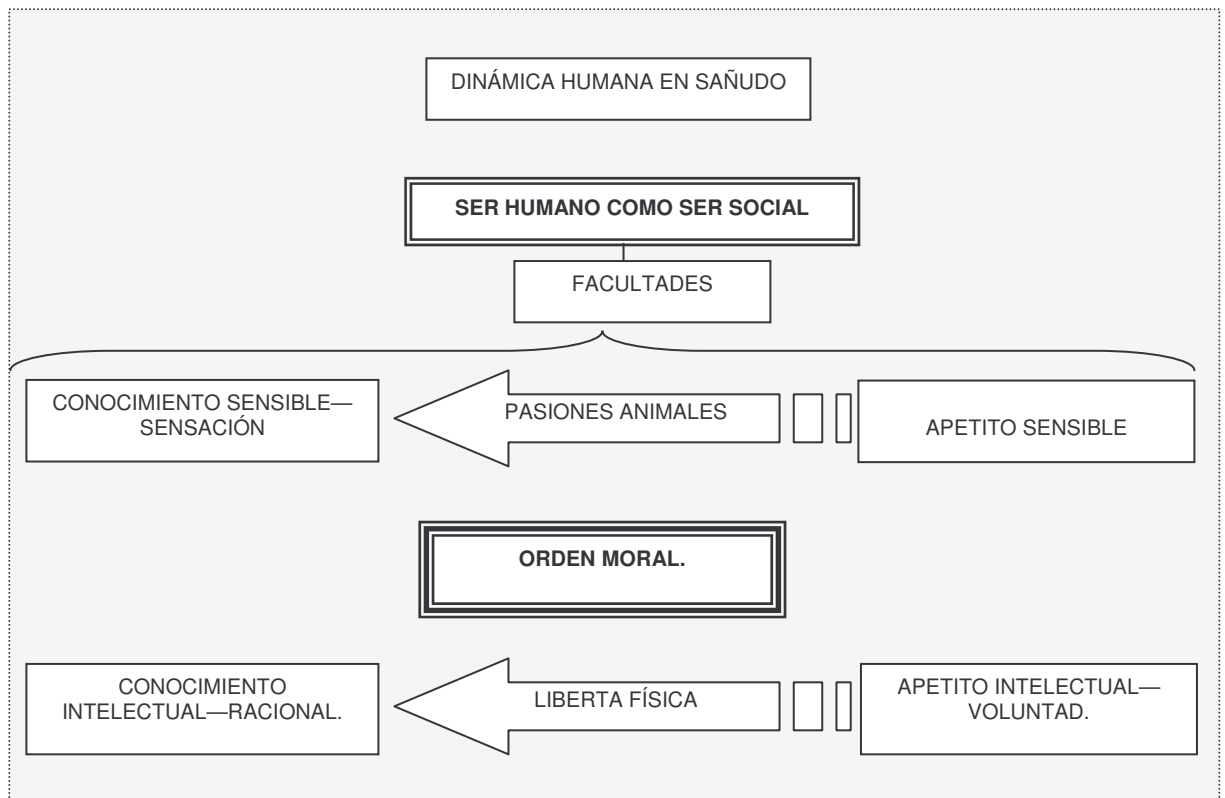 DINÁMICA HUMANA EN SAÑUDO
SER HUMANO COMO SER SOCIAL
FACULTADES
CONOCIMIENTO SENSIBLE—
SENSACIÓN
PASIONES ANIMALES
APETITO SENSIBLE
ORDEN MORAL.
CONOCIMIENTO
INTELECTUAL—RACIONAL.
LIBERTA FÍSICA
APETITO INTELECTUAL—
VOLUNTAD.